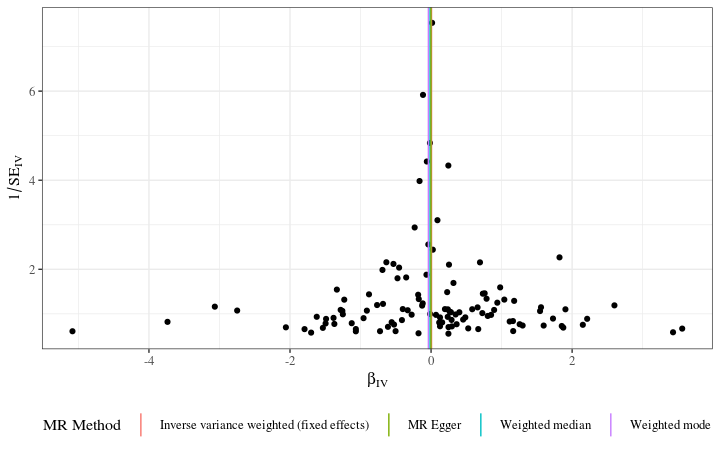 6
4
2
1/SE_IV
-4
-2
0
2
β_IV
MR Method
Inverse variance weighted (fixed effects)
MR Egger
Weighted median
Weighted mode